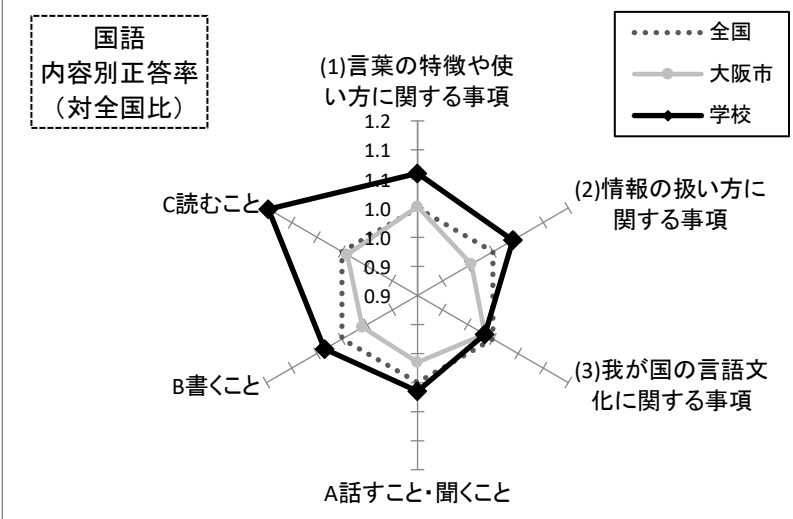 国語
内容別正答率
（対全国比）
全国
大阪市
学校
(1)言葉の特徴や使
い方に関する事項
1.2
1.1
1.1
1.0
1.0
0.9
0.9
(2)情報の扱い方に
関する事項
(3)我が国の言語文
化に関する事項
A話すこと・聞くこと
B書くこと
C読むこと